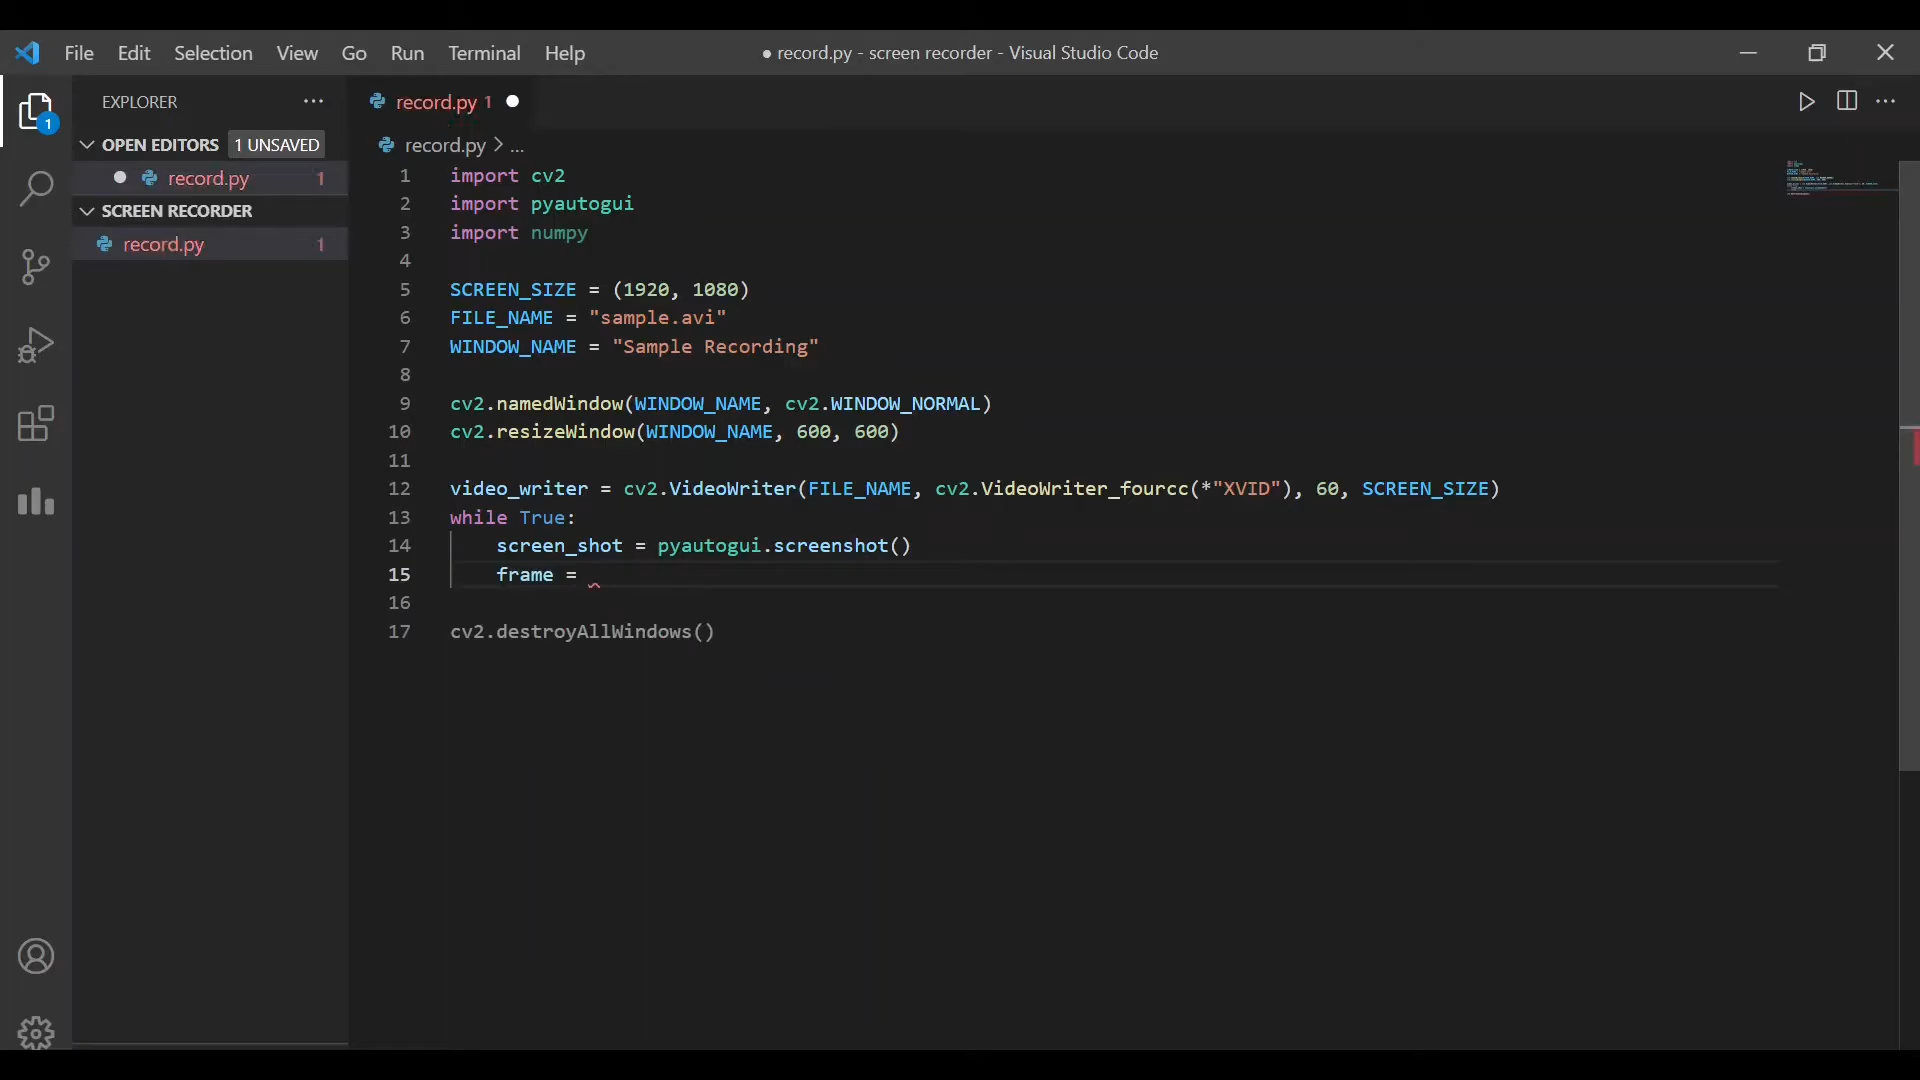 File Edit Selection View Go Run Terminal Help
● record.py - screen recorder - Visual Studio Code
EXPLORER
OPEN EDITORS 1 UNSAVED
record.py 1
SCREEN RECORDER
record.py 1
1
record.py 1
record.py > ...
1 import cv2
2 import pyautogui
3 import numpy
4
5 SCREEN_SIZE = (1920, 1080)
6 FILE_NAME = "sample.avi"
7 WINDOW_NAME = "Sample Recording"
8
9 cv2.namedWindow(WINDOW_NAME, cv2.WINDOW_NORMAL)
10 cv2.resizeWindow(WINDOW_NAME, 600, 600)
11
12 video_writer = cv2.VideoWriter(FILE_NAME, cv2.VideoWriter_fourcc(*"XVID"), 60, SCREEN_SIZE)
13 while True:
14     screen_shot = pyautogui.screenshot()
15     frame =
16
17 cv2.destroyAllWindows()